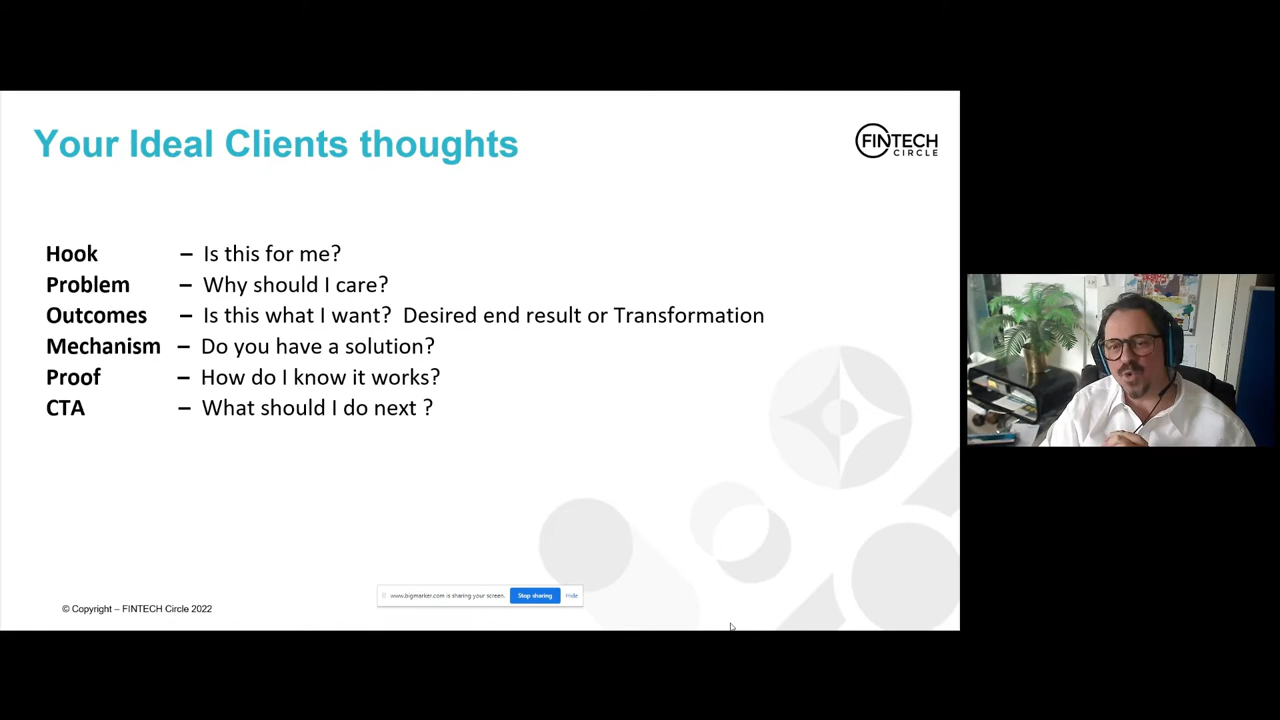 Your Ideal Clients thoughts
FINTECH
CIRCLE
Hook – Is this for me?
Problem – Why should I care?
Outcomes – Is this what I want? Desired end result or Transformation
Mechanism – Do you have a solution?
Proof – How do I know it works?
CTA – What should I do next ?
www.bigmarker.com is sharing your screen. Stop sharing Hide
© Copyright – FINTECH Circle 2022